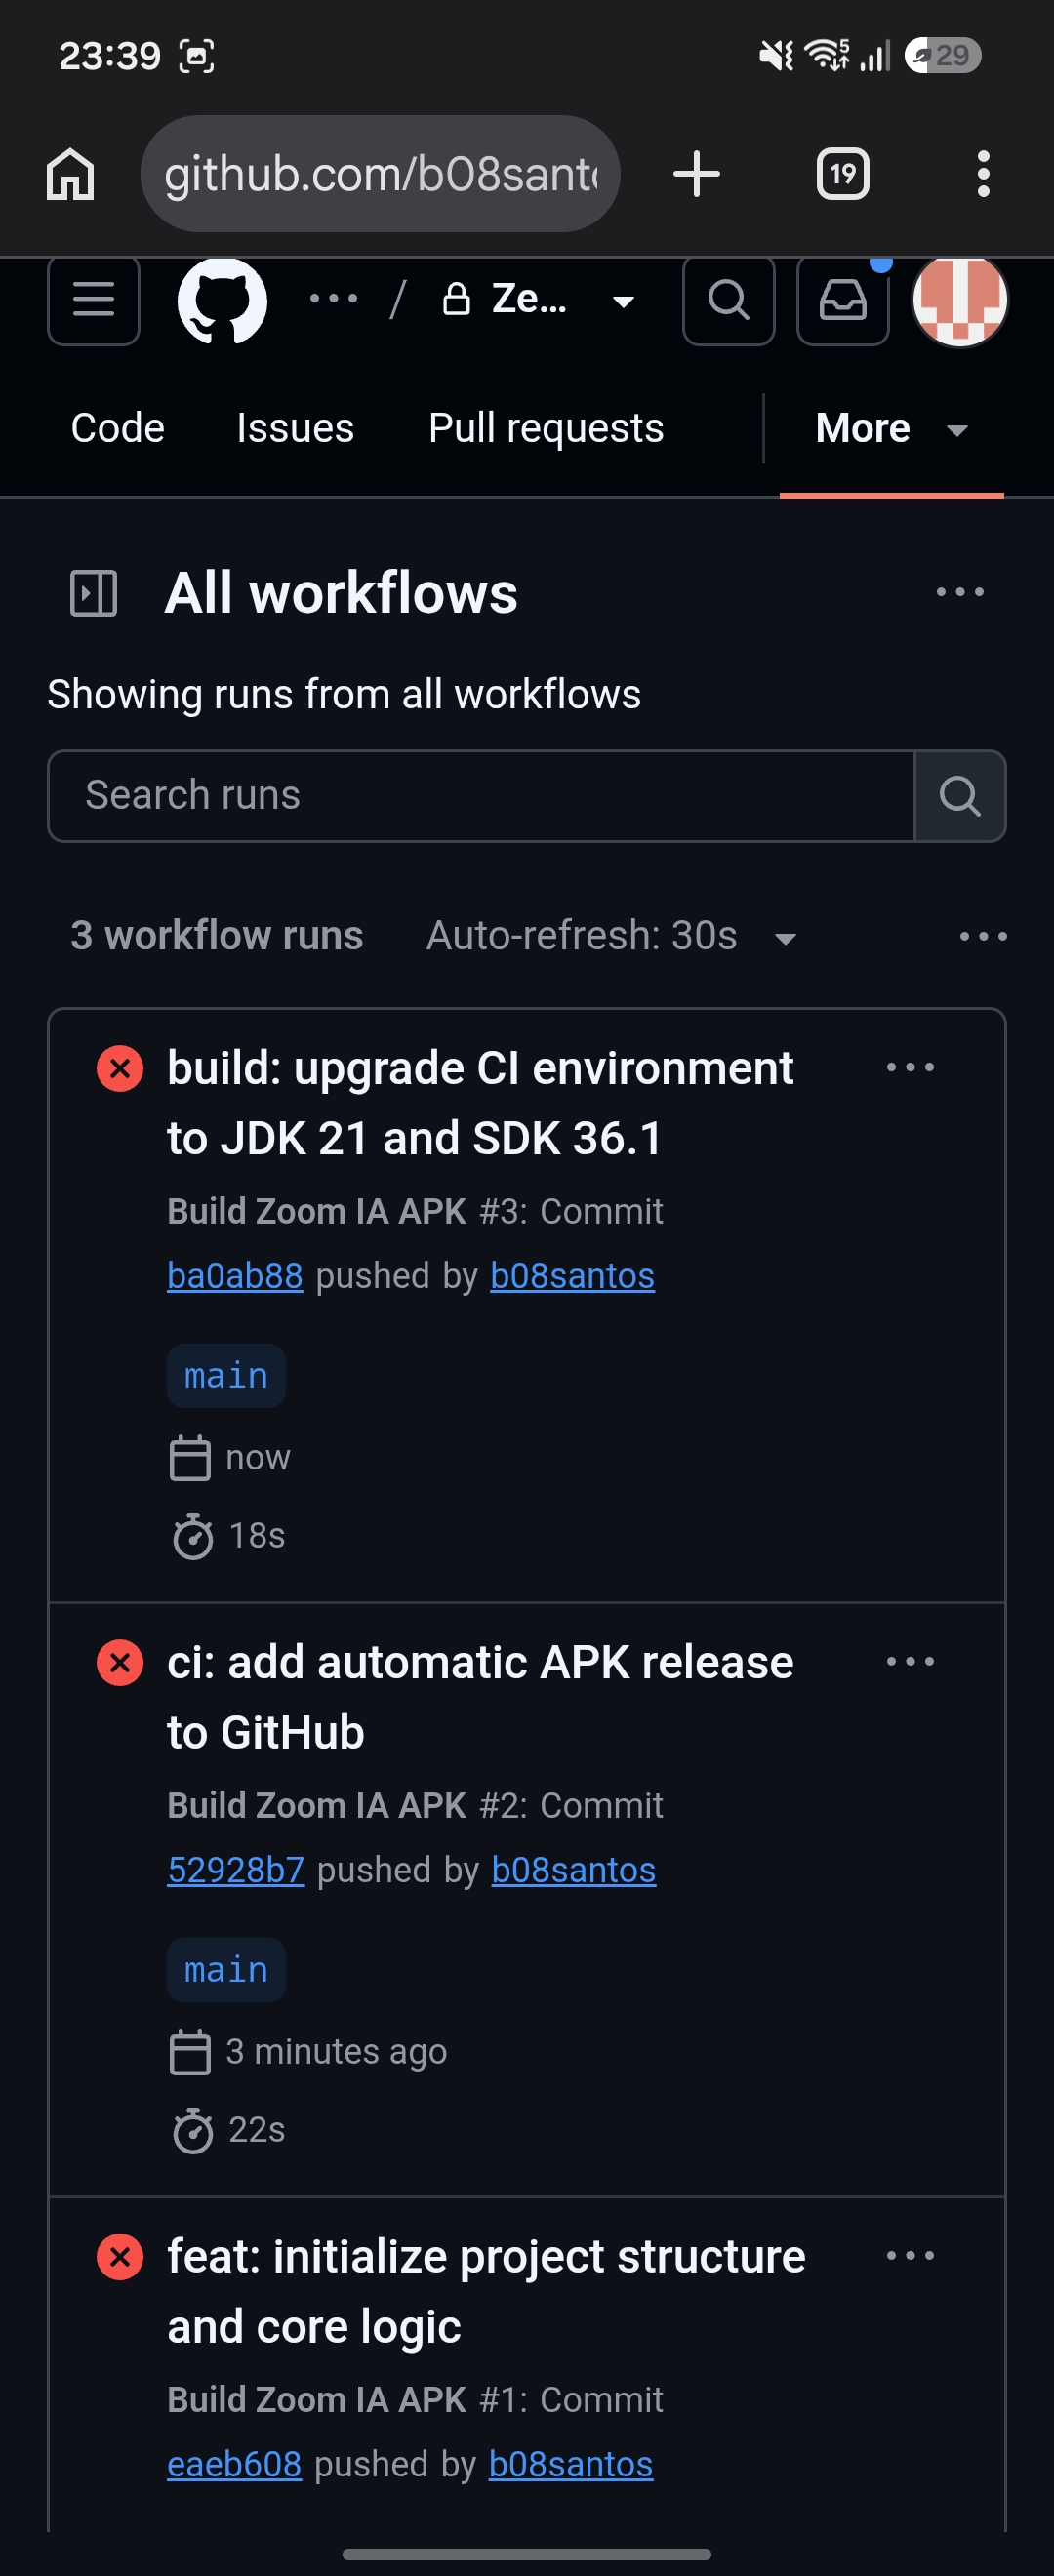 23:39
5
29
github.com/b08sant
19
/ Ze...
Code Issues Pull requests More
All workflows
Showing runs from all workflows
Search runs
3 workflow runs Auto-refresh: 30s
build: upgrade CI environment
to JDK 21 and SDK 36.1
Build Zoom IA APK #3: Commit
ba0ab88 pushed by b08santos
main
now
18s
ci: add automatic APK release
to GitHub
Build Zoom IA APK #2: Commit
52928b7 pushed by b08santos
main
3 minutes ago
22s
feat: initialize project structure
and core logic
Build Zoom IA APK #1: Commit
eaeb608 pushed by b08santos